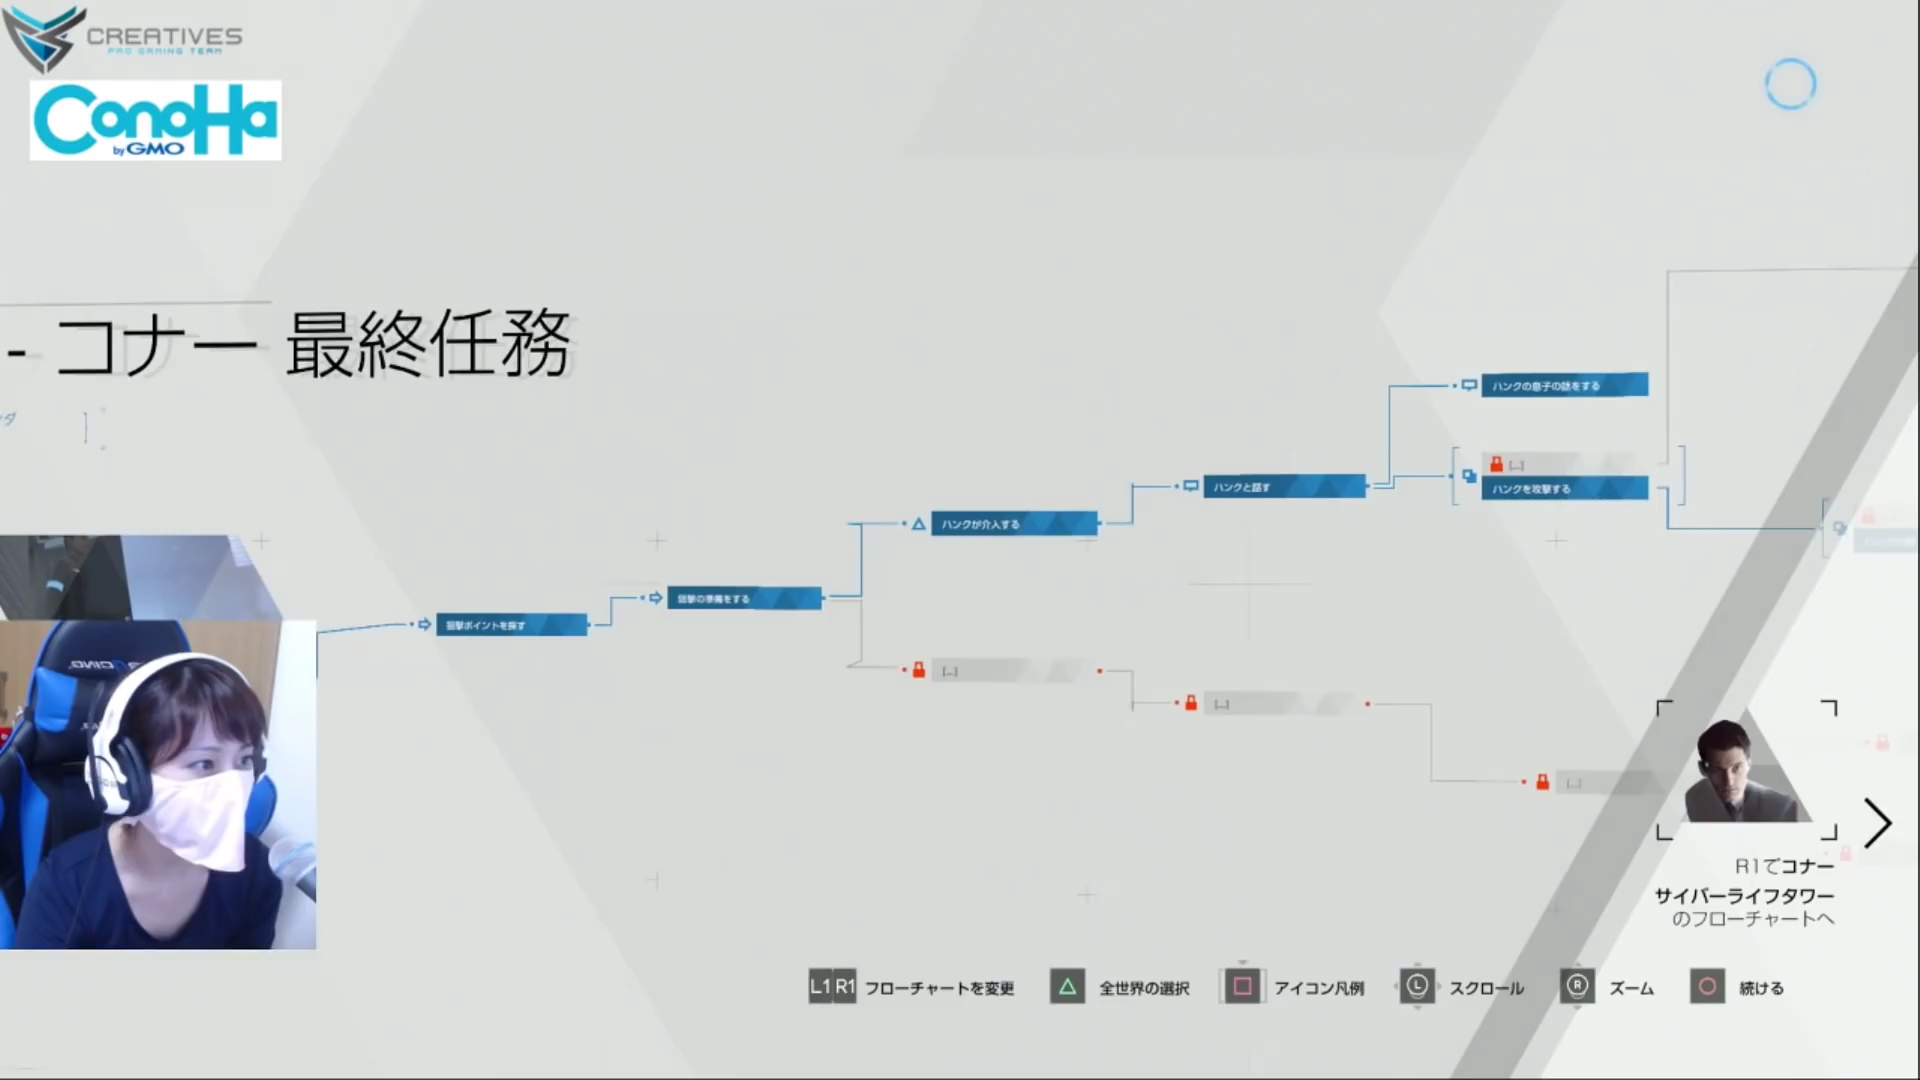 CREATIVES
PRO GAMING TEAM
ConoHa
by GMO
- コナー 最終任務
ンダ
狙撃ポイントを探す
狙撃の準備をする
ハンクが介入する
ハンクと話す
ハンクの息子の話をする
[...]
ハンクを攻撃する
[...]
[...]
[...]
R1でコナー
サイバーライフタワー
のフローチャートへ
L1 R1 フローチャートを変更
全世界の選択
アイコン凡例
L スクロール
R ズーム
続ける